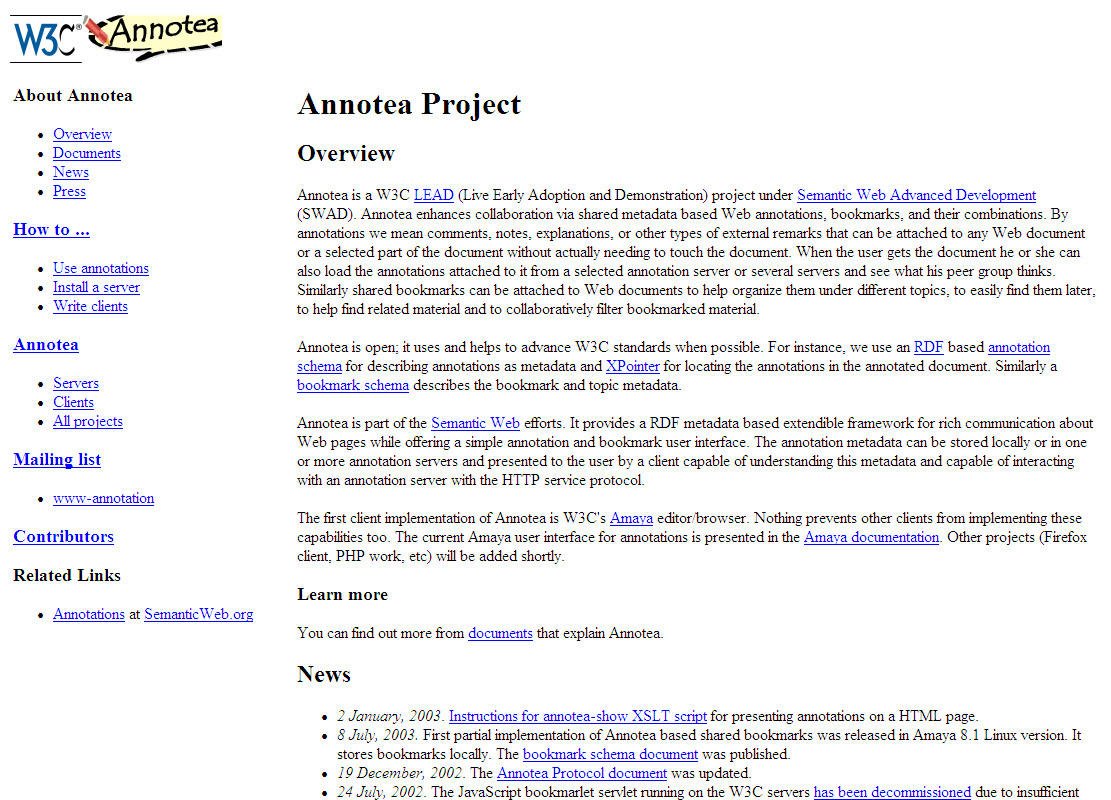 W3C® Annotea
About Annotea
Overview
Documents
News
Press
How to ...
Use annotations
Install a server
Write clients
Annotea
Servers
Clients
All projects
Mailing list
www-annotation
Contributors
Related Links
Annotations at SemanticWeb.org
Annotea Project
Overview
Annotea is a W3C LEAD (Live Early Adoption and Demonstration) project under Semantic Web Advanced Development
(SWAD). Annotea enhances collaboration via shared metadata based Web annotations, bookmarks, and their combinations. By
annotations we mean comments, notes, explanations, or other types of external remarks that can be attached to any Web document
or a selected part of the document without actually needing to touch the document. When the user gets the document he or she can
also load the annotations attached to it from a selected annotation server or several servers and see what his peer group thinks.
Similarly shared bookmarks can be attached to Web documents to help organize them under different topics, to easily find them later,
to help find related material and to collaboratively filter bookmarked material.
Annotea is open; it uses and helps to advance W3C standards when possible. For instance, we use an RDF based annotation
schema for describing annotations as metadata and XPointer for locating the annotations in the annotated document. Similarly a
bookmark schema describes the bookmark and topic metadata.
Annotea is part of the Semantic Web efforts. It provides a RDF metadata based extendible framework for rich communication about
Web pages while offering a simple annotation and bookmark user interface. The annotation metadata can be stored locally or in one
or more annotation servers and presented to the user by a client capable of understanding this metadata and capable of interacting
with an annotation server with the HTTP service protocol.
The first client implementation of Annotea is W3C's Amaya editor/browser. Nothing prevents other clients from implementing these
capabilities too. The current Amaya user interface for annotations is presented in the Amaya documentation. Other projects (Firefox
client, PHP work, etc) will be added shortly.
Learn more
You can find out more from documents that explain Annotea.
News
2 January, 2003. Instructions for annotea-show XSLT script for presenting annotations on a HTML page.
8 July, 2003. First partial implementation of Annotea based shared bookmarks was released in Amaya 8.1 Linux version. It
stores bookmarks locally. The bookmark schema document was published.
19 December, 2002. The Annotea Protocol document was updated.
24 July, 2002. The JavaScript bookmarlet servlet running on the W3C servers has been decommissioned due to insufficient